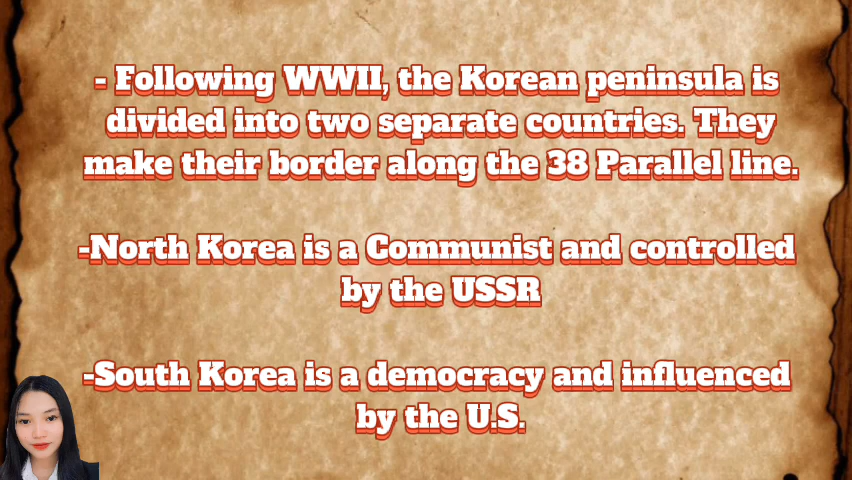 - Following WWII, the Korean peninsula is
divided into two separate countries. They
make their border along the 38 Parallel line.
-North Korea is a Communist and controlled
by the USSR
-South Korea is a democracy and influenced
by the U.S.